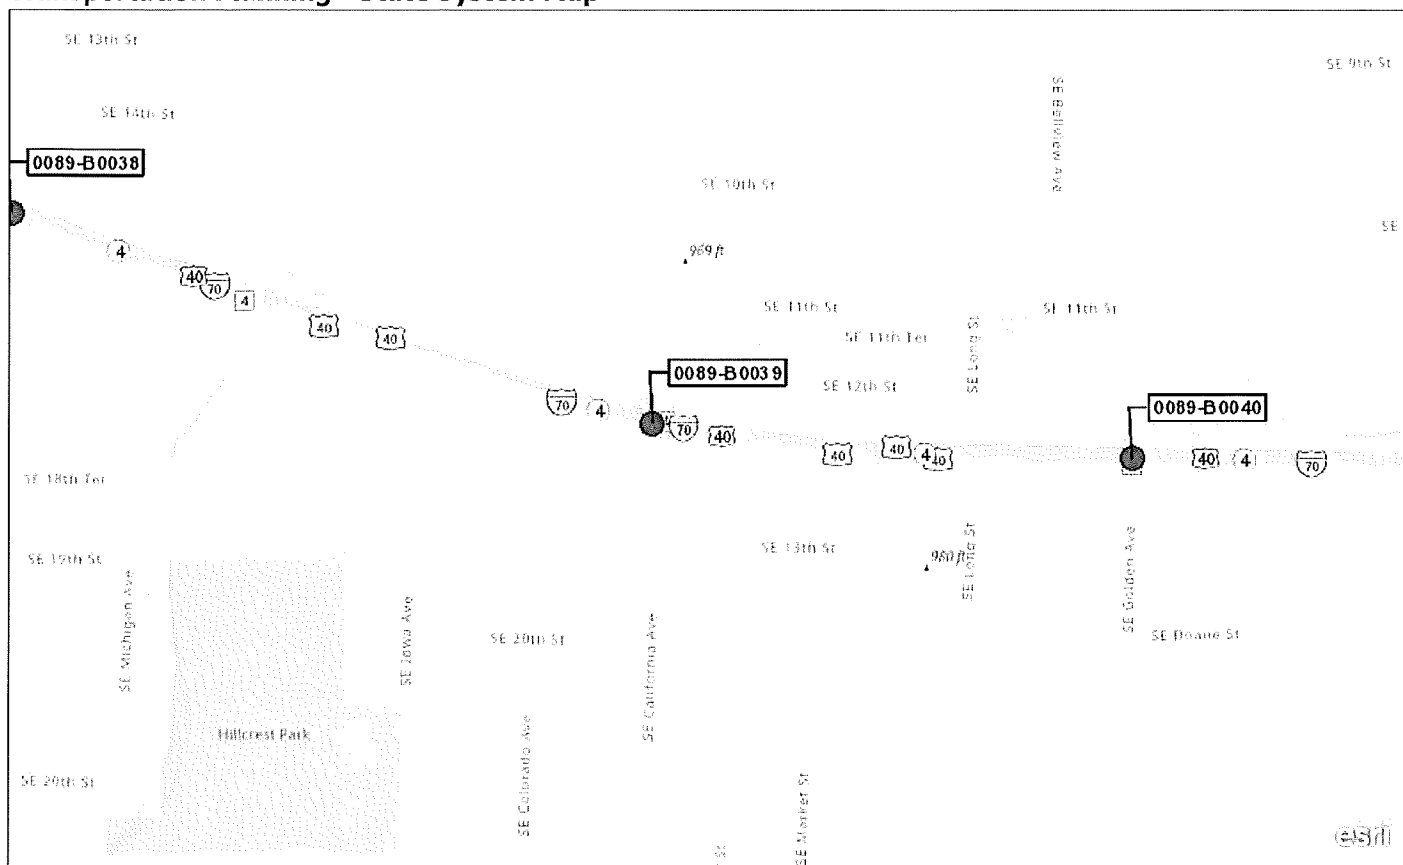 SE 13th St
SE 9th St
SE Bellview Ave
SE 14th St
0089-B0038
SE 10th St
SE
4
40
70
4
969 ft
40
40
SE 11th St
SE 11th St
SE 11th Ter
SE Long St
0089-B0039
SE 12th St
0089-B0040
70
4
70
40
40
40
4
40
40
4
70
SE 18th Ter
SE 19th St
SE 13th St
980 ft
SE Long St
SE Golden Ave
SE Michigan Ave
SE Iowa Ave
SE 20th St
SE California Ave
SE Doane St
Hillcrest Park
SE Colorado Ave
SE 20th St
SE Market St
St
esri